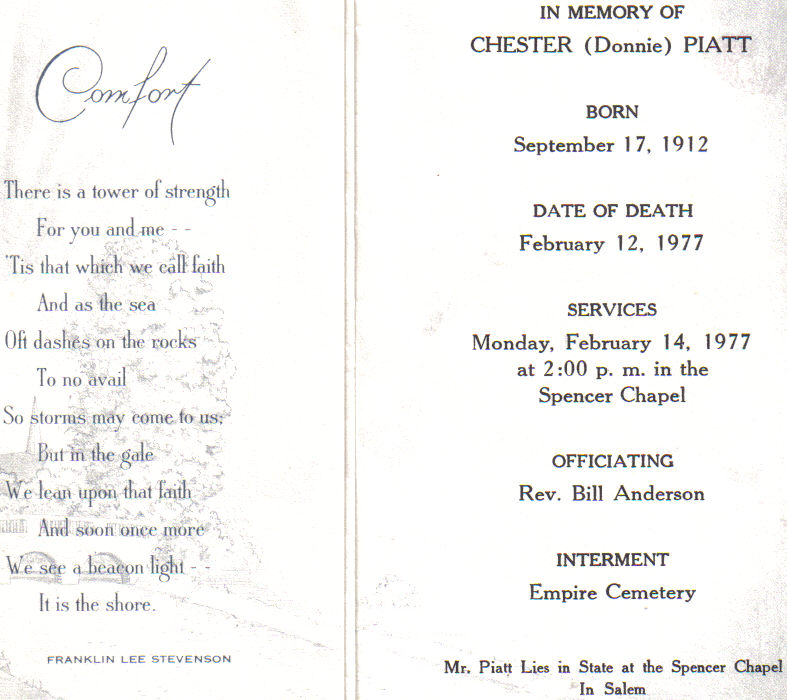 Comfort
There is a tower of strength
For you and me - -
'Tis that which we call faith
And as the sea
Oft dashes on the rocks
To no avail
So storms may come to us;
But in the gale
We lean upon that faith
And soon once more
We see a beacon light - -
It is the shore.
FRANKLIN LEE STEVENSON
IN MEMORY OF
CHESTER (Donnie) PIATT
BORN
September 17, 1912
DATE OF DEATH
February 12, 1977
SERVICES
Monday, February 14, 1977
at 2:00 p. m. in the
Spencer Chapel
OFFICIATING
Rev. Bill Anderson
INTERMENT
Empire Cemetery
Mr. Piatt Lies in State at the Spencer Chapel
In Salem